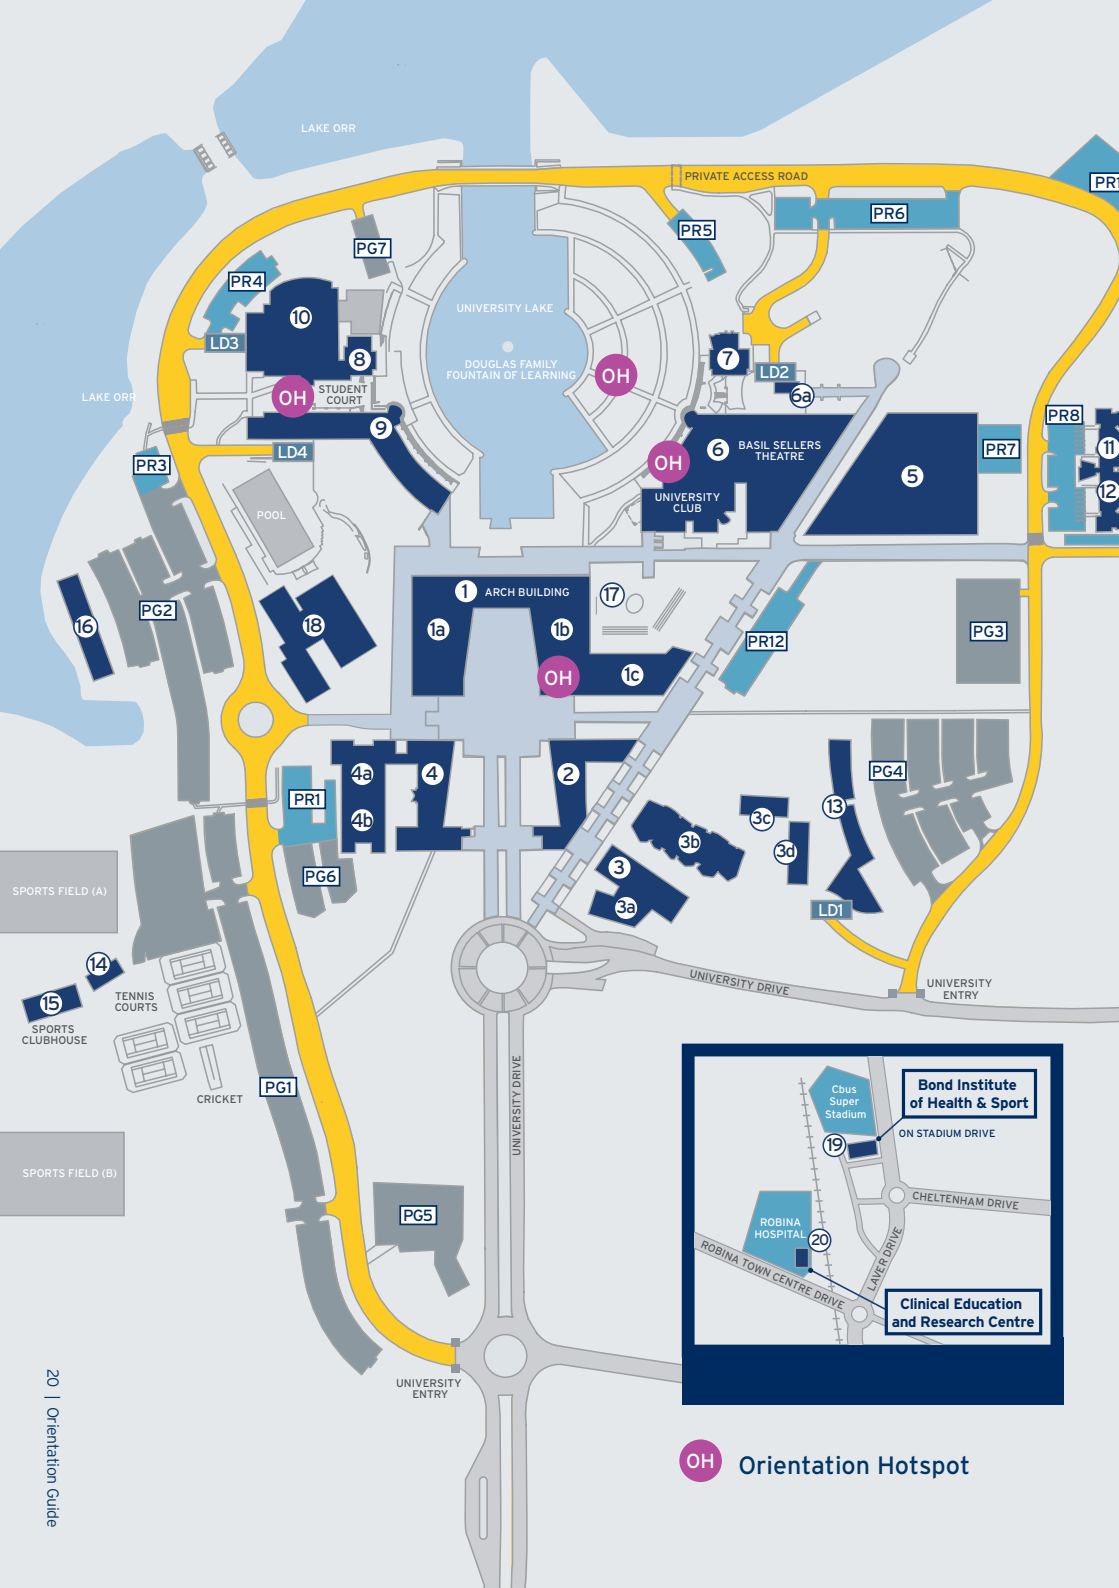 LAKE ORR
PRIVATE ACCESS ROAD
PR1
PR6
PR5
PG7
PR4
UNIVERSITY LAKE
10
LD3
8
7
LD2
DOUGLAS FAMILY
FOUNTAIN OF LEARNING
OH
OH
STUDENT
COURT
LAKE ORR
6a
9
PR8
LD4
6
BASIL SELLERS
THEATRE
PR7
11
PR3
OH
5
12
UNIVERSITY
CLUB
POOL
1
ARCH BUILDING
17
PG2
16
18
1a
1b
PR12
PG3
OH
1c
4a
4
2
PG4
PR1
4b
3c
13
3b
3d
3
PG6
3a
LD1
SPORTS FIELD (A)
14
15
TENNIS
COURTS
SPORTS
CLUBHOUSE
UNIVERSITY DRIVE
UNIVERSITY
ENTRY
CRICKET
PG1
UNIVERSITY DRIVE
SPORTS FIELD (B)
PG5
UNIVERSITY
ENTRY
Cbus
Super
Stadium
Bond Institute
of Health & Sport
ON STADIUM DRIVE
19
CHELTENHAM DRIVE
ROBINA
HOSPITAL
20
LAVER DRIVE
ROBINA TOWN CENTRE DRIVE
Clinical Education
and Research Centre
OH Orientation Hotspot
20 | Orientation Guide